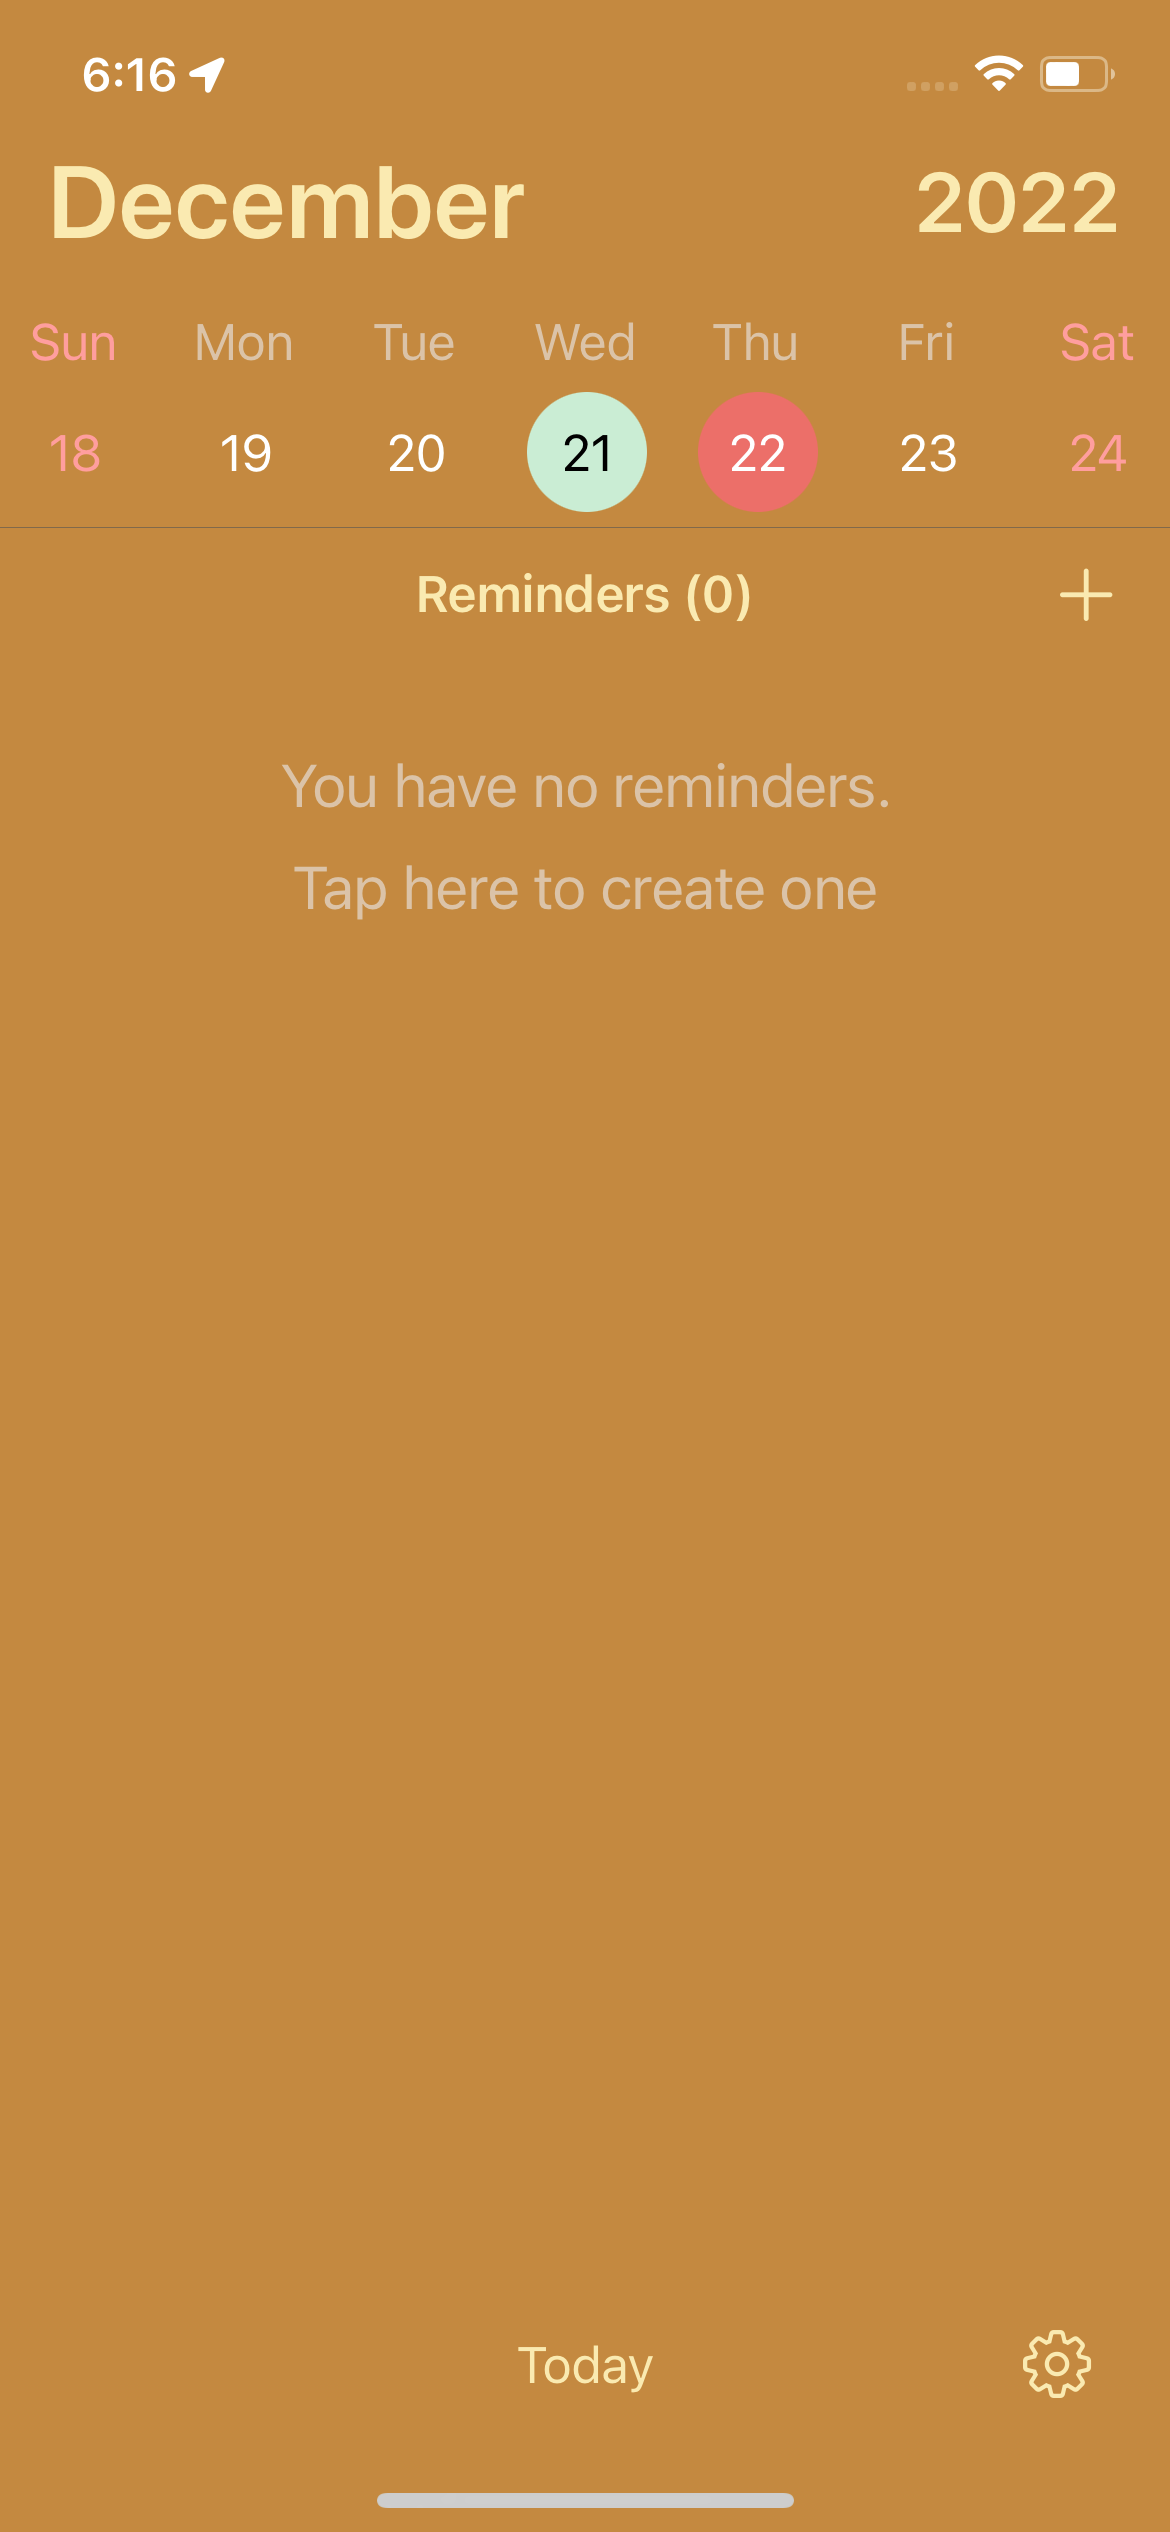 6:16
December 2022
Sun Mon Tue Wed Thu Fri Sat
18 19 20 21 22 23 24
Reminders (0)
You have no reminders.
Tap here to create one
Today